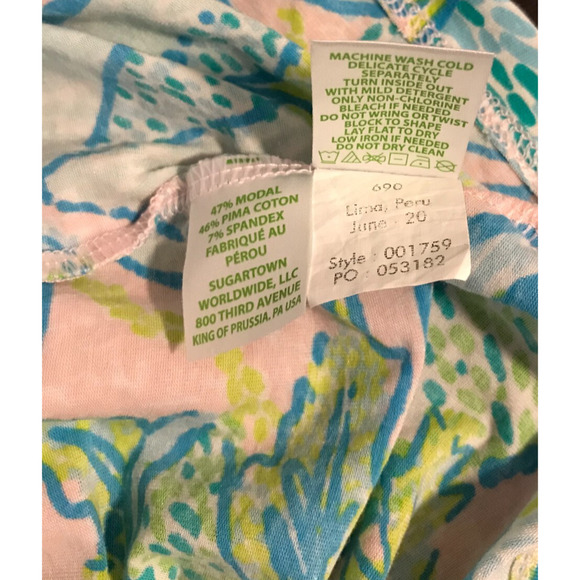 MACHINE WASH COLD
DELICATE CYCLE
SEPARATELY
TURN INSIDE OUT
WITH MILD DETERGENT
ONLY NON-CHLORINE
BLEACH IF NEEDED
DO NOT WRING OR TWIST
BLOCK TO SHAPE
LAY FLAT TO DRY
LOW IRON IF NEEDED
DO NOT DRY CLEAN
47% MODAL
46% PIMA COTTON
7% SPANDEX
FABRIQUÉ AU
PÉROU
SUGARTOWN
WORLDWIDE, LLC
800 THIRD AVENUE
KING OF PRUSSIA, PA USA
690
Lima, Peru
June - 20
Style : 001759
PO : 053182